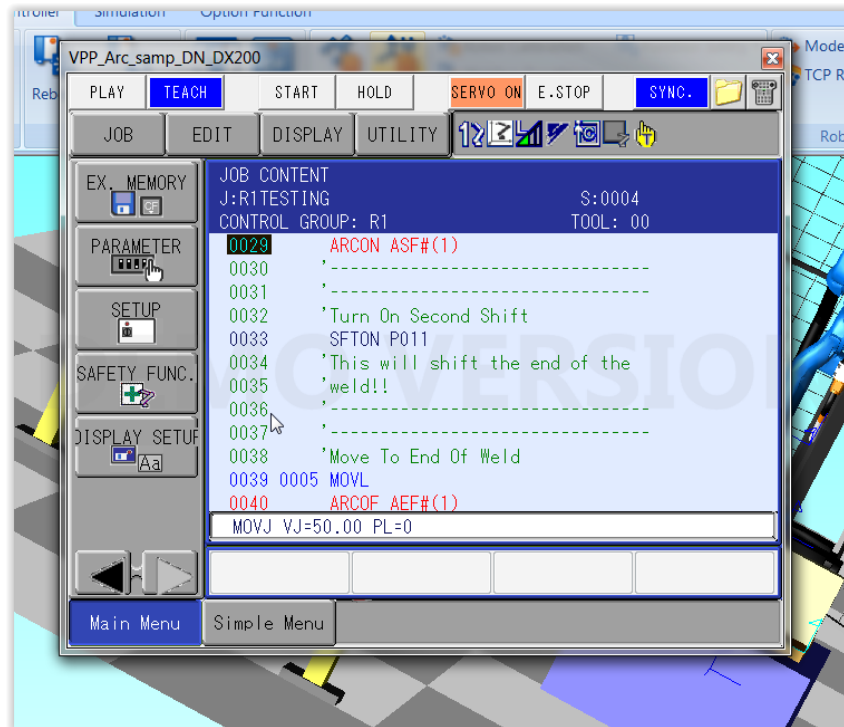 Simulation Option Function
VPP_Arc_samp_DN_DX200
Mode
TCP R
Reb
PLAY TEACH START HOLD SERVO ON E.STOP SYNC.
JOB EDIT DISPLAY UTILITY
Rob
EX. MEMORY
CF
PARAMETER
SETUP
SAFETY FUNC.
DISPLAY SETUP
Aa
JOB CONTENT
J:R1TESTING S:0004
CONTROL GROUP: R1 TOOL: 00
0029 ARCON ASF#(1)
0030 '--------------------------------
0031 '--------------------------------
0032 'Turn On Second Shift
0033 SFTON P011
0034 'This will shift the end of the
0035 'weld!!
0036 '--------------------------------
0037 '--------------------------------
0038 'Move To End Of Weld
0039 0005 MOVL
0040 ARCOF AEF#(1)
MOVJ VJ=50.00 PL=0
Main Menu Simple Menu
DEMO VERSION